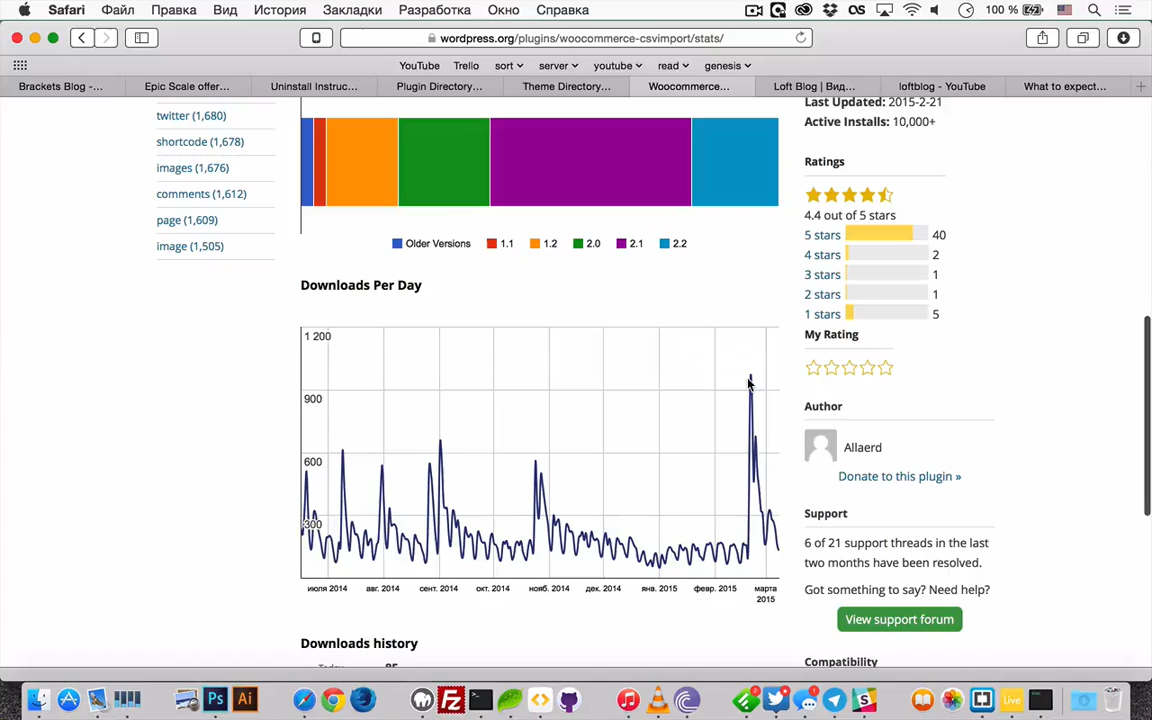 Safari Файл Правка Вид История Закладки Разработка Окно Справка
100 %
wordpress.org/plugins/woocommerce-csvimport/stats/
YouTube Trello sort server youtube read genesis
Brackets Blog -... Epic Scale offer... Uninstall Instruc... Plugin Directory... Theme Directory... Woocommerce... Loft Blog | Вид... loftblog - YouTube What to expect...
twitter (1,680)
shortcode (1,678)
images (1,676)
comments (1,612)
page (1,609)
image (1,505)
Older Versions 1.1 1.2 2.0 2.1 2.2
Downloads Per Day
1 200
900
600
300
июля 2014 авг. 2014 сент. 2014 окт. 2014 нояб. 2014 дек. 2014 янв. 2015 февр. 2015 марта 2015
Downloads history
Today 85
Last Updated: 2015-2-21
Active Installs: 10,000+
Ratings
4.4 out of 5 stars
5 stars 40
4 stars 2
3 stars 1
2 stars 1
1 stars 5
My Rating
Author
Allaerd
Donate to this plugin »
Support
6 of 21 support threads in the last
two months have been resolved.
Got something to say? Need help?
View support forum
Compatibility
Ps Ai Fz Live